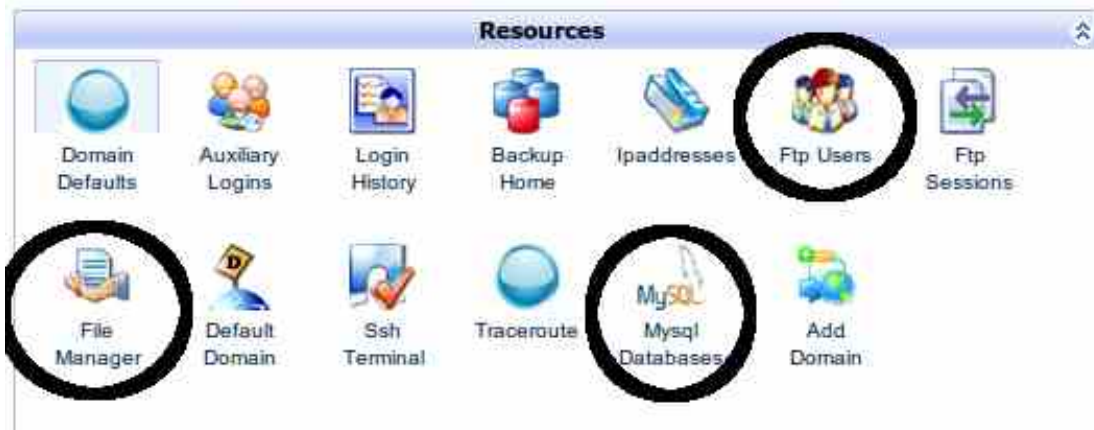 Resources
Domain
Defaults
Auxiliary
Logins
Login
History
Backup
Home
Ipaddresses
Ftp Users
Ftp
Sessions
D
File
Manager
Default
Domain
Ssh
Terminal
Traceroute
MySQL
Mysql
Databases
Add
Domain